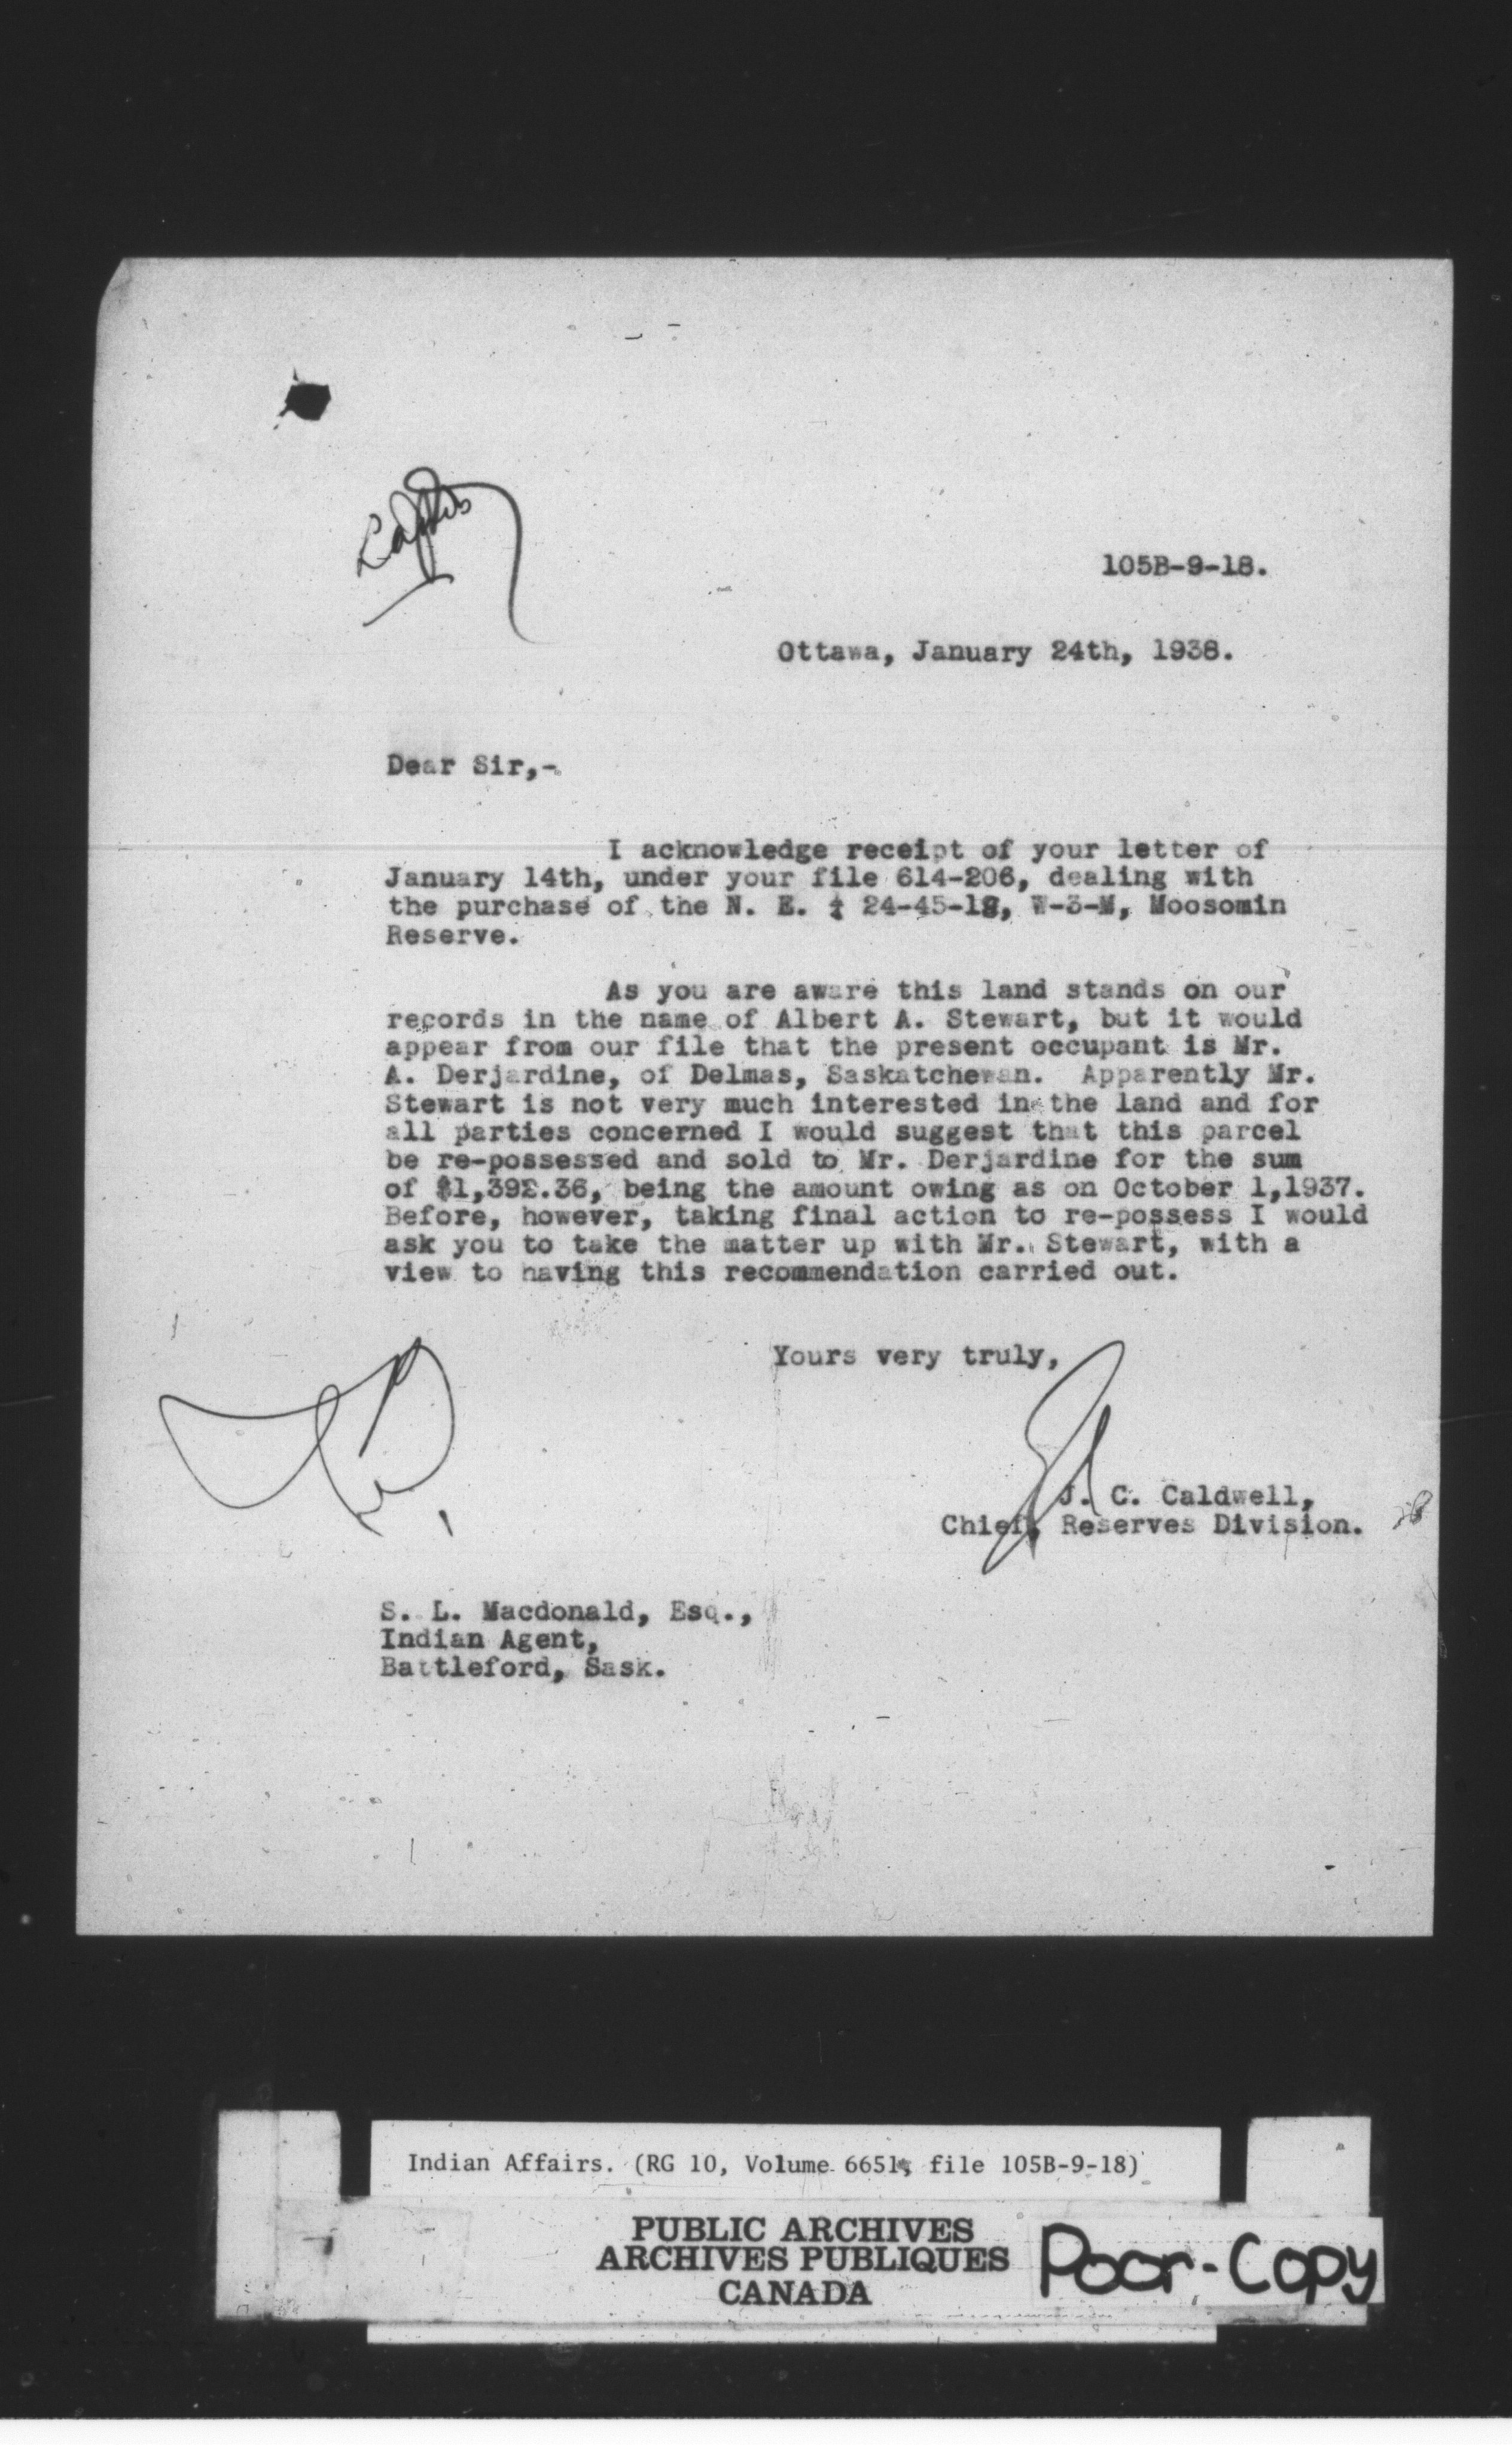 105B-9-18.
Ottawa, January 24th, 1938.
Dear Sir,-
I acknowledge receipt of your letter of
January 14th, under your file 614-206, dealing with
the purchase of the N. E. ¼ 24-45-18, W-3-M, Moosomin
Reserve.
As you are aware this land stands on our
records in the name of Albert A. Stewart, but it would
appear from our file that the present occupant is Mr.
A. Derjardine, of Delmas, Saskatchewan. Apparently Mr.
Stewart is not very much interested in the land and for
all parties concerned I would suggest that this parcel
be re-possessed and sold to Mr. Derjardine for the sum
of $1,392.36, being the amount owing as on October 1,1937.
Before, however, taking final action to re-possess I would
ask you to take the matter up with Mr. Stewart, with a
view to having this recommendation carried out.
Yours very truly,
J. C. Caldwell,
Chief, Reserves Division.
S. L. Macdonald, Esq.,
Indian Agent,
Battleford, Sask.
Indian Affairs. (RG 10, Volume 6651, file 105B-9-18)
PUBLIC ARCHIVES
ARCHIVES PUBLIQUES
CANADA
Poor-Copy